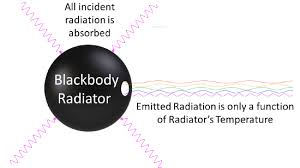 All incident
radiation is
absorbed
Blackbody
Radiator
Emitted Radiation is only a function
of Radiator's Temperature